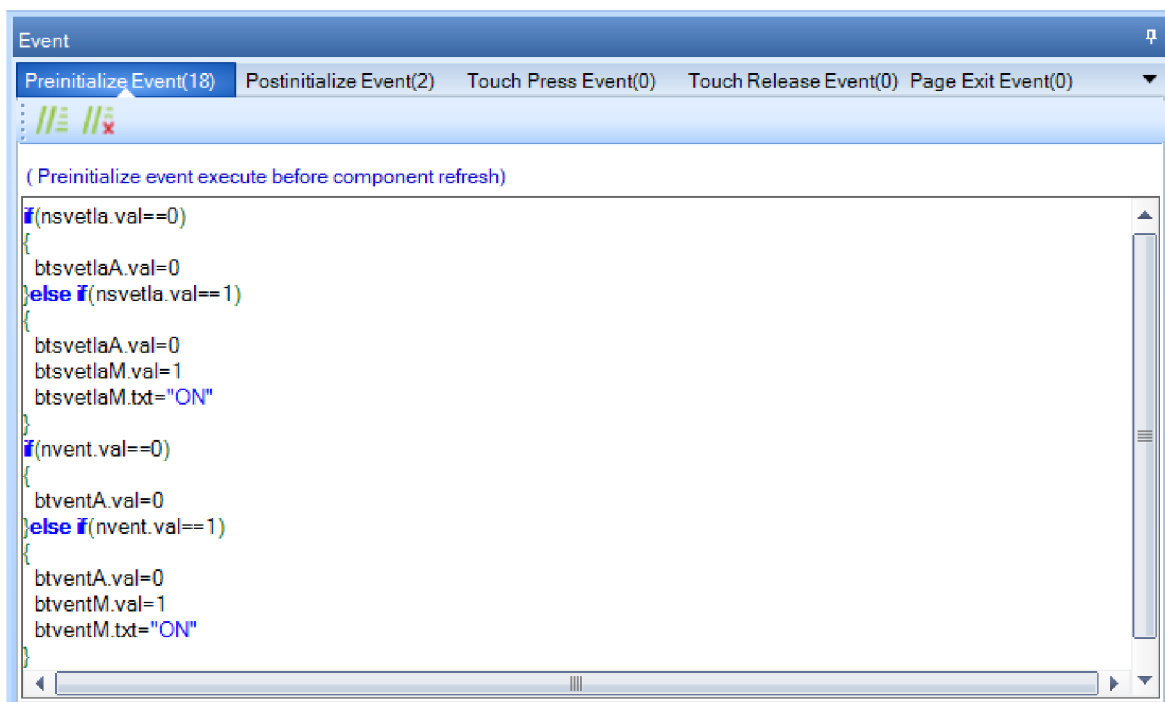 Event
Preinitialize Event(18) Postinitialize Event(2) Touch Press Event(0) Touch Release Event(0) Page Exit Event(0)
( Preinitialize event execute before component refresh)
if(nsvetla.val==0)
{
btsvetlaA.val=0
}else if(nsvetla.val==1)
{
btsvetlaA.val=0
btsvetlaM.val=1
btsvetlaM.txt="ON"
}
if(nvent.val==0)
{
btventA.val=0
}else if(nvent.val==1)
{
btventA.val=0
btventM.val=1
btventM.txt="ON"
}